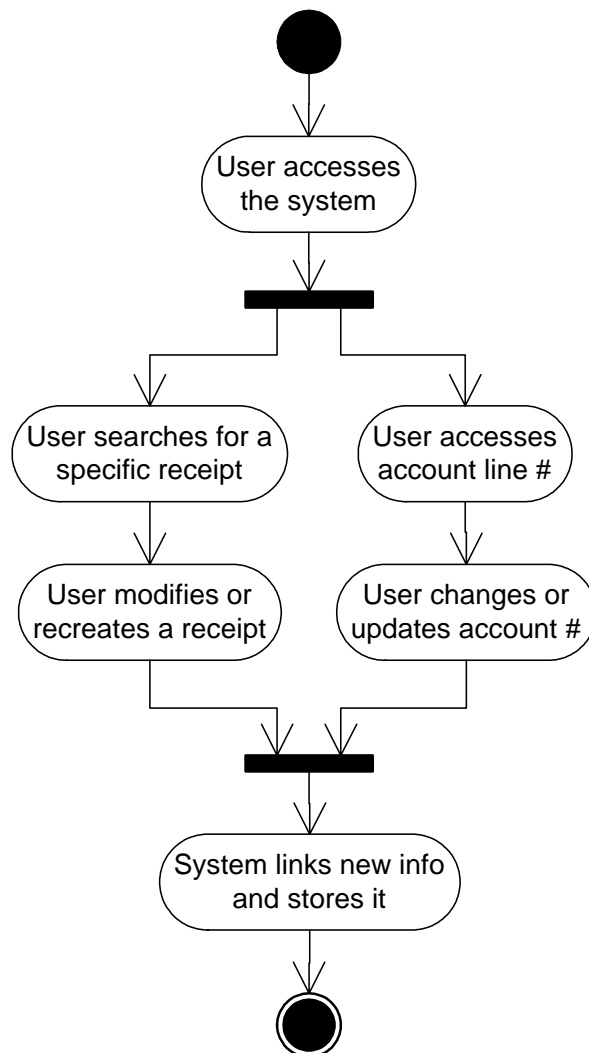 User accesses
the system
User searches for a
specific receipt
User accesses
account line #
User modifies or
recreates a receipt
User changes or
updates account #
System links new info
and stores it